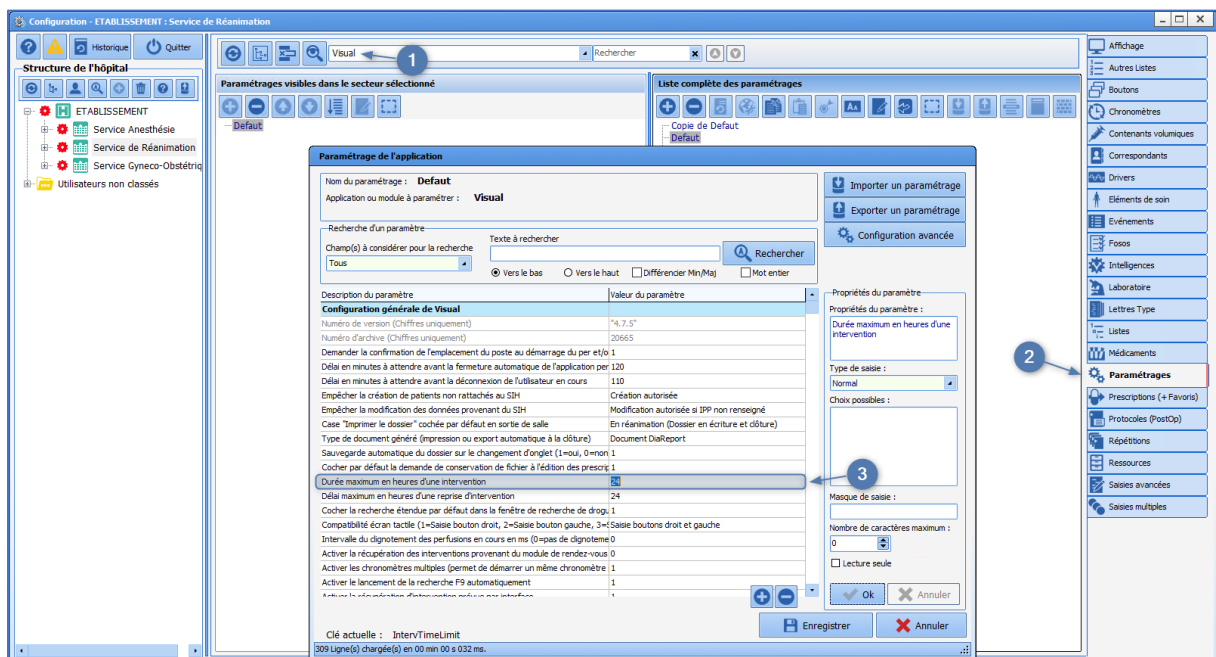 Configuration - ETABLISSEMENT : Service de Réanimation
Historique
Quitter
Structure de l'hôpital
ETABLISSEMENT
Service Anesthésie
Service de Réanimation
Service Gyneco-Obstétriq
Utilisateurs non classés
Visual
1
Rechercher
Paramétrages visibles dans le secteur sélectionné
Defaut
Liste complète des paramétrages
Copie de Defaut
Defaut
Paramétrage de l'application
Nom du paramétrage : Defaut
Application ou module à paramétrer : Visual
Importer un paramétrage
Exporter un paramétrage
Configuration avancée
Recherche d'un paramètre
Champ(s) à considérer pour la recherche
Tous
Texte à rechercher
Rechercher
Vers le bas Vers le haut Différencier Min/Maj Mot entier
Description du paramètre Valeur du paramètre
Configuration générale de Visual
Numéro de version (Chiffres uniquement) "4.7.5"
Numéro d'archive (Chiffres uniquement) 20665
Demander la confirmation de l'emplacement du poste au démarrage du per et/o 1
Délai en minutes à attendre avant la fermeture automatique de l'application per 120
Délai en minutes à attendre avant la déconnexion de l'utilisateur en cours 110
Empêcher la création de patients non rattachés au SIH Création autorisée
Empêcher la modification des données provenant du SIH Modification autorisée si IPP non renseigné
Case "Imprimer le dossier" cochée par défaut en sortie de salle En réanimation (Dossier en écriture et clôture)
Type de document généré (impression ou export automatique à la clôture) Document DiaReport
Sauvegarde automatique du dossier sur le changement d'onglet (1=oui, 0=non 1
Cocher par défaut la demande de conservation de fichier à l'édition des prescrip 1
Durée maximum en heures d'une intervention 24
3
Délai maximum en heures d'une reprise d'intervention 24
Cocher la recherche étendue par défaut dans la fenêtre de recherche de drogu 1
Compatibilité écran tactile (1=Saisie bouton droit, 2=Saisie bouton gauche, 3=S Saisie boutons droit et gauche
Intervalle du clignotement des perfusions en cours en ms (0=pas de clignoteme 0
Activer la récupération des interventions provenant du module de rendez-vous 0
Activer les chronomètres multiples (permet de démarrer un même chronomètre 1
Activer le lancement de la recherche F9 automatiquement 1
Activer la récupération d'intervention prévue par interface 1
Propriétés du paramètre
Propriétés du paramètre :
Durée maximum en heures d'une
intervention
Type de saisie :
Normal
Choix possibles :
Masque de saisie :
Nombre de caractères maximum :
0
Lecture seule
Ok
Annuler
Enregistrer
Annuler
Clé actuelle : IntervTimeLimit
309 Ligne(s) chargée(s) en 00 min 00 s 032 ms.
Affichage
Autres Listes
Boutons
Chronomètres
Contenants volumiques
Correspondants
Drivers
Eléments de soin
Evénements
Fosos
Intelligences
Laboratoire
Lettres Type
Listes
Médicaments
2
Paramétrages
Prescriptions (+ Favoris)
Protocoles (PostOp)
Répétitions
Ressources
Saisies avancées
Saisies multiples